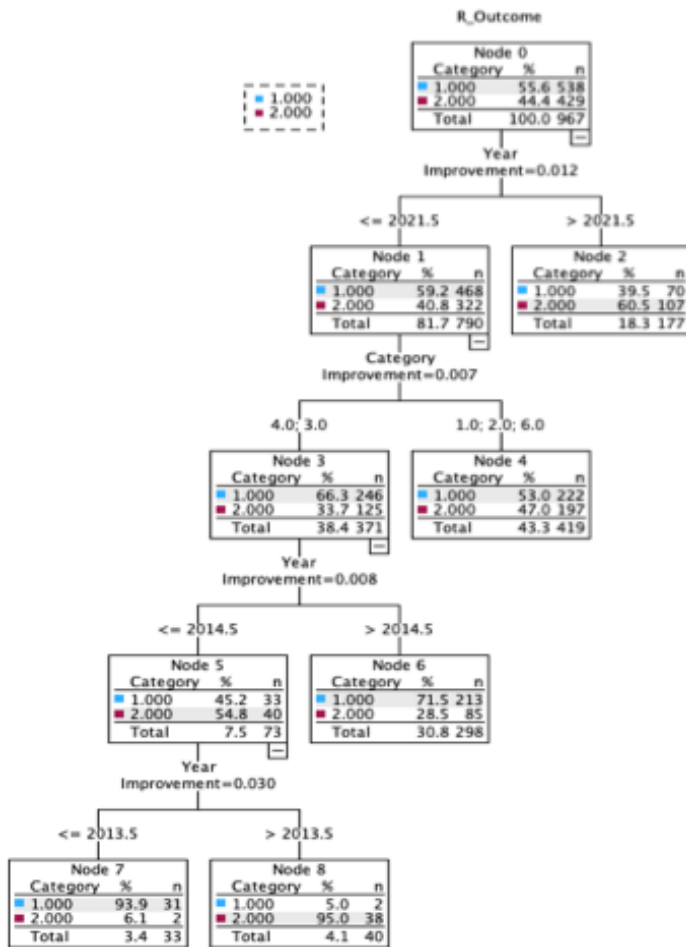 R_Outcome
1.000
2.000
Node 0
Category % n
1.000 55.6 538
2.000 44.4 429
Total 100.0 967
Year
Improvement=0.012
<= 2021.5
> 2021.5
Node 1
Category % n
1.000 59.2 468
2.000 40.8 322
Total 81.7 790
Node 2
Category % n
1.000 39.5 70
2.000 60.5 107
Total 18.3 177
Category
Improvement=0.007
4.0; 3.0
1.0; 2.0; 6.0
Node 3
Category % n
1.000 66.3 246
2.000 33.7 125
Total 38.4 371
Node 4
Category % n
1.000 53.0 222
2.000 47.0 197
Total 43.3 419
Year
Improvement=0.008
<= 2014.5
> 2014.5
Node 5
Category % n
1.000 45.2 33
2.000 54.8 40
Total 7.5 73
Node 6
Category % n
1.000 71.5 213
2.000 28.5 85
Total 30.8 298
Year
Improvement=0.030
<= 2013.5
> 2013.5
Node 7
Category % n
1.000 93.9 31
2.000 6.1 2
Total 3.4 33
Node 8
Category % n
1.000 5.0 2
2.000 95.0 38
Total 4.1 40